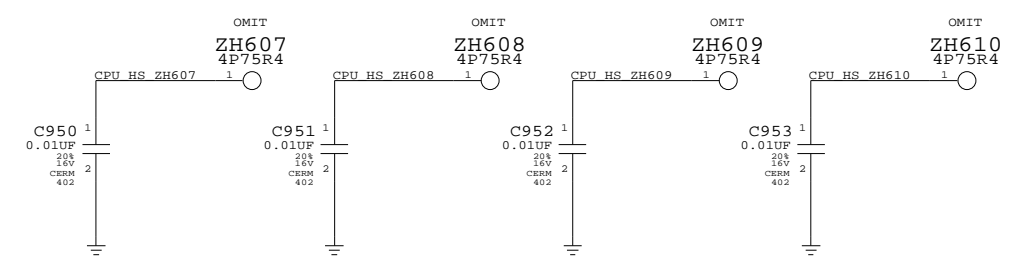 OMIT
ZH607
4P75R4
CPU_HS_ZH607 1
C950 1
0.01UF
20%
16V
CERM
402
2
OMIT
ZH608
4P75R4
CPU_HS_ZH608 1
C951 1
0.01UF
20%
16V
CERM
402
2
OMIT
ZH609
4P75R4
CPU_HS_ZH609 1
C952 1
0.01UF
20%
16V
CERM
402
2
OMIT
ZH610
4P75R4
CPU_HS_ZH610 1
C953 1
0.01UF
20%
16V
CERM
402
2